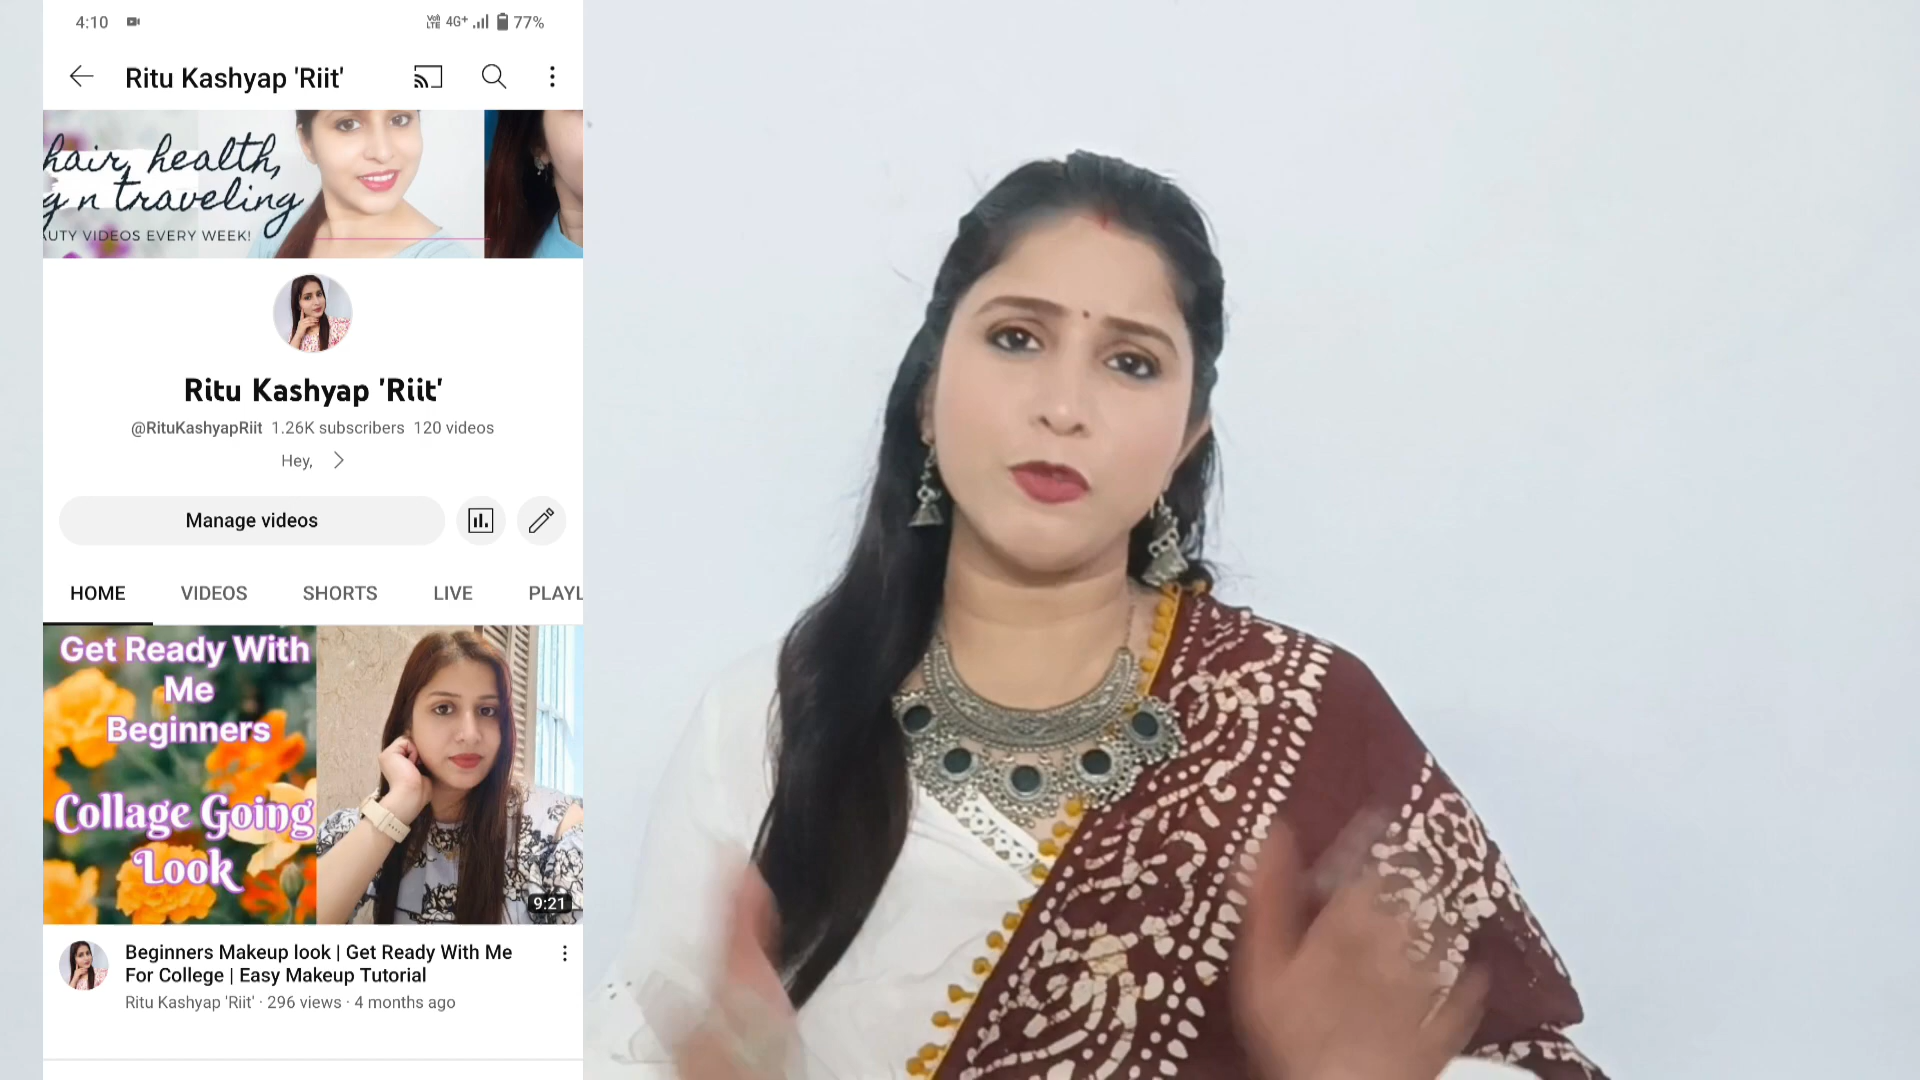 4:10 Vo) LTE 4G+ 77%
Ritu Kashyap 'Riit'
hair, health,
g n traveling
UTY VIDEOS EVERY WEEK!
Ritu Kashyap 'Riit'
@RituKashyapRiit 1.26K subscribers 120 videos
Hey,
Manage videos
HOME VIDEOS SHORTS LIVE PLAYL
Get Ready With
Me
Beginners
Collage Going
Look
9:21
Beginners Makeup look | Get Ready With Me
For College | Easy Makeup Tutorial
Ritu Kashyap 'Riit' · 296 views · 4 months ago